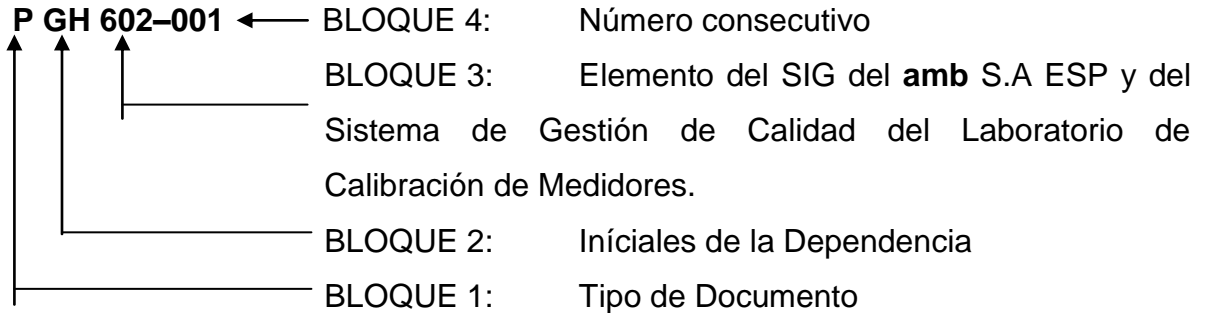 P GH 602–001 BLOQUE 4: Número consecutivo
BLOQUE 3: Elemento del SIG del amb S.A ESP y del
Sistema de Gestión de Calidad del Laboratorio de
Calibración de Medidores.
BLOQUE 2: Iníciales de la Dependencia
BLOQUE 1: Tipo de Documento